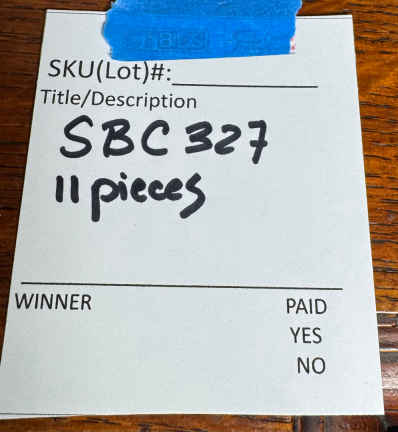 SKU(Lot)#:
Title/Description
SBC 327
11 pieces
WINNER PAID
YES
NO